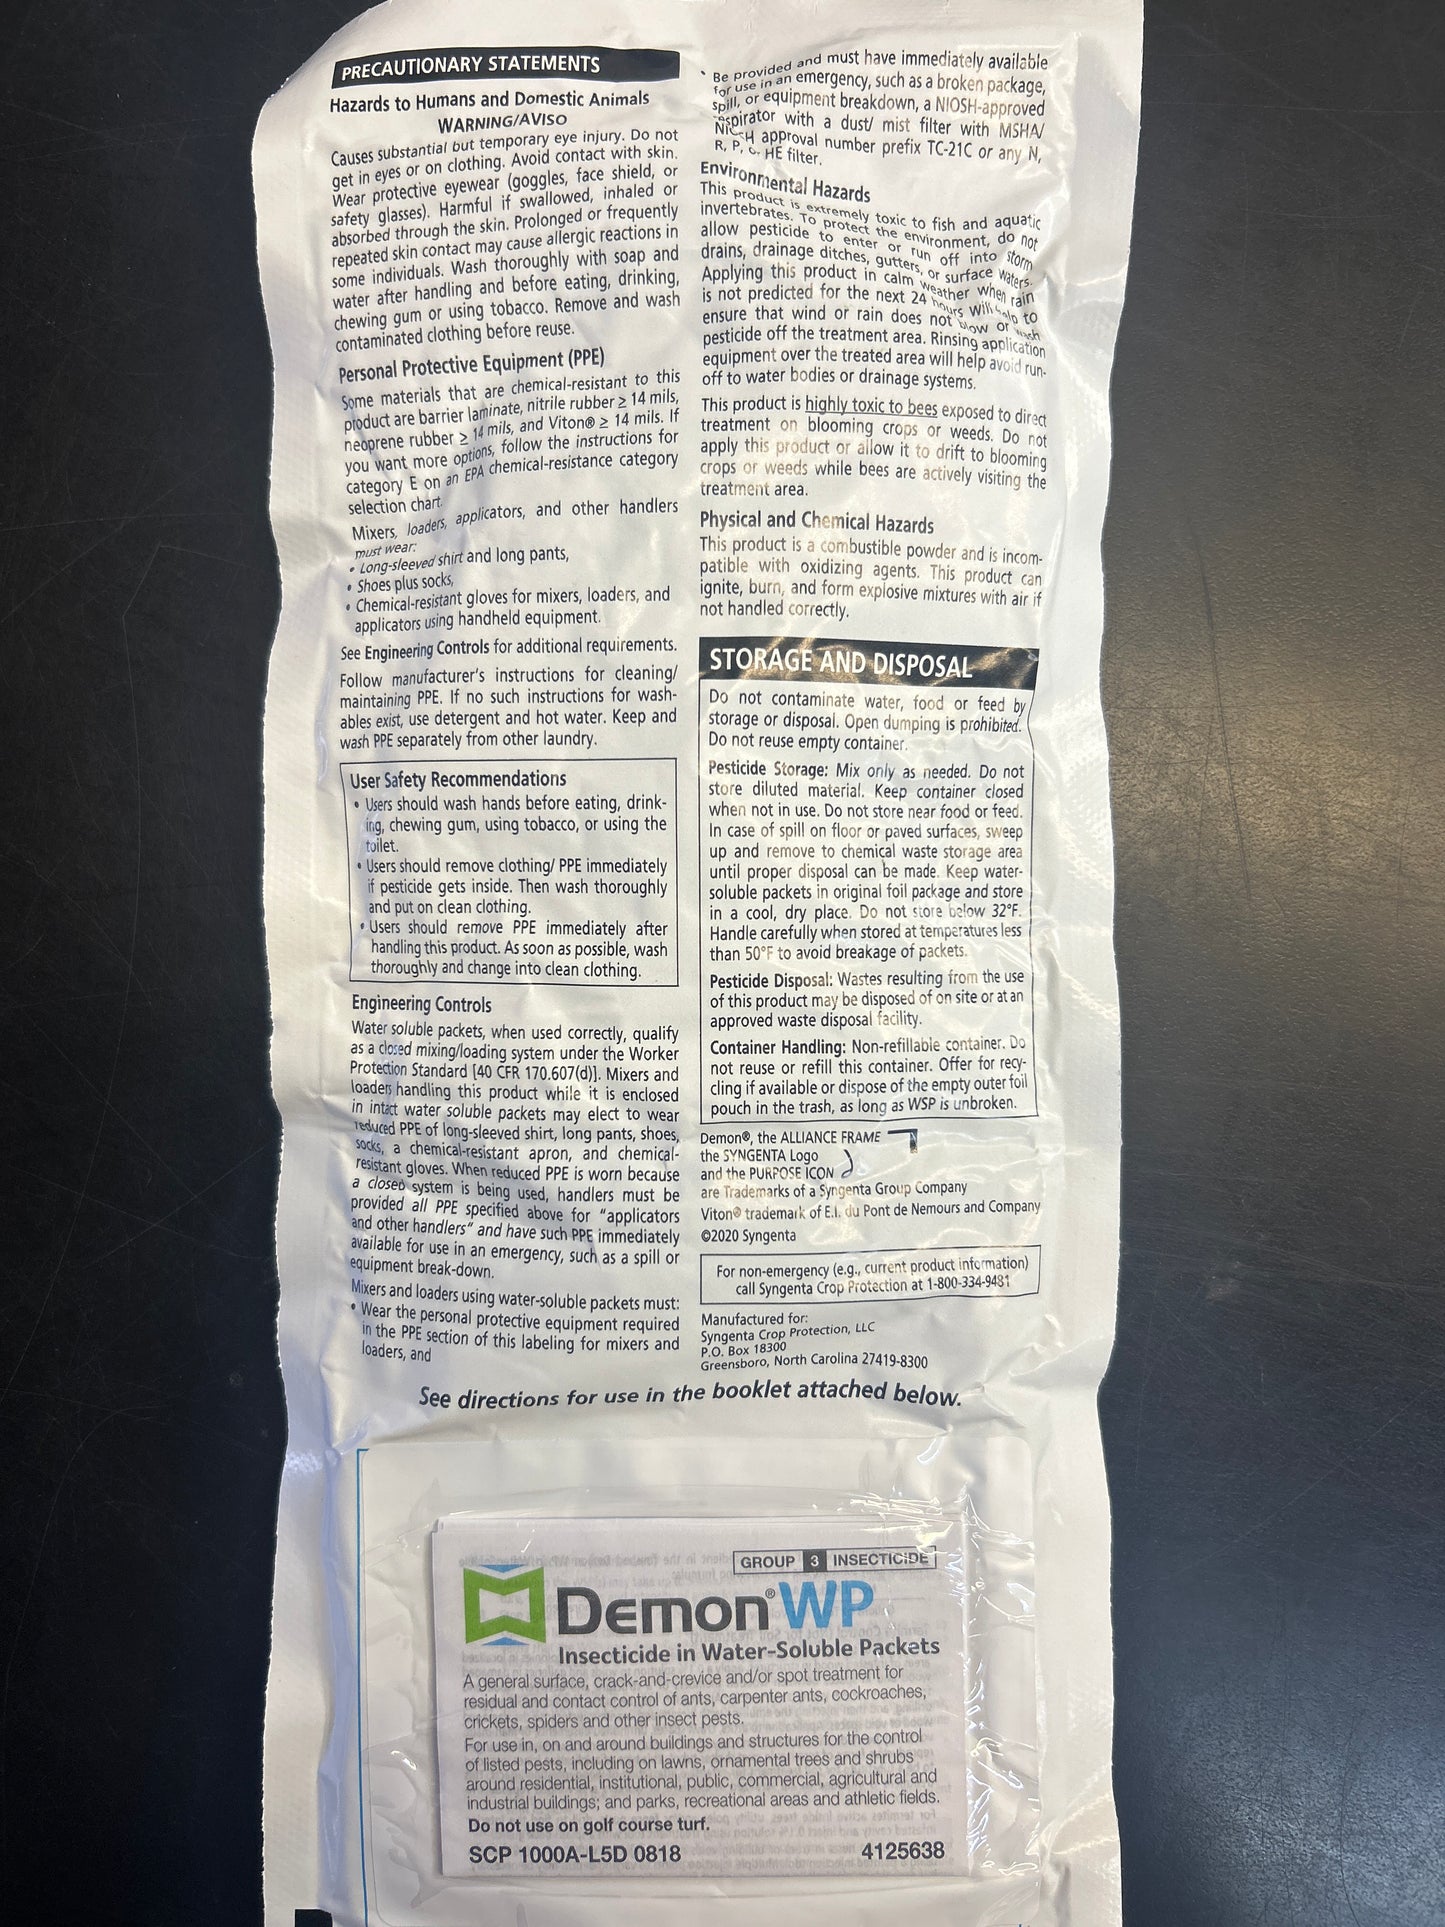 PRECAUTIONARY STATEMENTS
Hazards to Humans and Domestic Animals
WARNING/AVISO
Causes substantial but temporary eye injury. Do not
get in eyes or on clothing. Avoid contact with skin.
Wear protective eyewear (goggles, face shield, or
safety glasses). Harmful if swallowed, inhaled or
absorbed through the skin. Prolonged or frequently
repeated skin contact may cause allergic reactions in
some individuals. Wash thoroughly with soap and
water after handling and before eating, drinking,
chewing gum or using tobacco. Remove and wash
contaminated clothing before reuse.
Personal Protective Equipment (PPE)
Some materials that are chemical-resistant to this
product are barrier laminate, nitrile rubber ≥ 14 mils,
neoprene rubber ≥ 14 mils, and Viton® ≥ 14 mils. If
you want more options, follow the instructions for
category E on an EPA chemical-resistance category
selection chart.
Mixers, loaders, applicators, and other handlers
must wear:
• Long-sleeved shirt and long pants,
• Shoes plus socks,
• Chemical-resistant gloves for mixers, loaders, and
applicators using handheld equipment.
See Engineering Controls for additional requirements.
Follow manufacturer's instructions for cleaning/
maintaining PPE. If no such instructions for wash-
ables exist, use detergent and hot water. Keep and
wash PPE separately from other laundry.
User Safety Recommendations
• Users should wash hands before eating, drink-
ing, chewing gum, using tobacco, or using the
toilet.
• Users should remove clothing/ PPE immediately
if pesticide gets inside. Then wash thoroughly
and put on clean clothing.
• Users should remove PPE immediately after
handling this product. As soon as possible, wash
thoroughly and change into clean clothing.
Engineering Controls
Water soluble packets, when used correctly, qualify
as a closed mixing/loading system under the Worker
Protection Standard [40 CFR 170.607(d)]. Mixers and
loaders handling this product while it is enclosed
in intact water soluble packets may elect to wear
reduced PPE of long-sleeved shirt, long pants, shoes,
socks, a chemical-resistant apron, and chemical-
resistant gloves. When reduced PPE is worn because
a closed system is being used, handlers must be
provided all PPE specified above for "applicators
and other handlers" and have such PPE immediately
available for use in an emergency, such as a spill or
equipment break-down.
Mixers and loaders using water-soluble packets must:
• Wear the personal protective equipment required
in the PPE section of this labeling for mixers and
loaders, and
• Be provided and must have immediately available
for use in an emergency, such as a broken package,
spill, or equipment breakdown, a NIOSH-approved
respirator with a dust/ mist filter with MSHA/
NIOSH approval number prefix TC-21C or any N,
R, P, or HE filter.
Environmental Hazards
This product is extremely toxic to fish and aquatic
invertebrates. To protect the environment, do not
allow pesticide to enter or run off into storm
drains, drainage ditches, gutters, or surface waters.
Applying this product in calm weather when rain
is not predicted for the next 24 hours will help to
ensure that wind or rain does not blow or wash
pesticide off the treatment area. Rinsing application
equipment over the treated area will help avoid run-
off to water bodies or drainage systems.
This product is highly toxic to bees exposed to direct
treatment on blooming crops or weeds. Do not
apply this product or allow it to drift to blooming
crops or weeds while bees are actively visiting the
treatment area.
Physical and Chemical Hazards
This product is a combustible powder and is incom-
patible with oxidizing agents. This product can
ignite, burn, and form explosive mixtures with air if
not handled correctly.
STORAGE AND DISPOSAL
Do not contaminate water, food or feed by
storage or disposal. Open dumping is prohibited.
Do not reuse empty container.
Pesticide Storage: Mix only as needed. Do not
store diluted material. Keep container closed
when not in use. Do not store near food or feed.
In case of spill on floor or paved surfaces, sweep
up and remove to chemical waste storage area
until proper disposal can be made. Keep water-
soluble packets in original foil package and store
in a cool, dry place. Do not store below 32°F.
Handle carefully when stored at temperatures less
than 50°F to avoid breakage of packets.
Pesticide Disposal: Wastes resulting from the use
of this product may be disposed of on site or at an
approved waste disposal facility.
Container Handling: Non-refillable container. Do
not reuse or refill this container. Offer for recy-
cling if available or dispose of the empty outer foil
pouch in the trash, as long as WSP is unbroken.
Demon®, the ALLIANCE FRAME
the SYNGENTA Logo
and the PURPOSE ICON
are Trademarks of a Syngenta Group Company
Viton® trademark of E.I. du Pont de Nemours and Company
©2020 Syngenta
For non-emergency (e.g., current product information)
call Syngenta Crop Protection at 1-800-334-9481
Manufactured for:
Syngenta Crop Protection, LLC
P.O. Box 18300
Greensboro, North Carolina 27419-8300
See directions for use in the booklet attached below.
GROUP 3 INSECTICIDE
Demon® WP
Insecticide in Water-Soluble Packets
A general surface, crack-and-crevice and/or spot treatment for
residual and contact control of ants, carpenter ants, cockroaches,
crickets, spiders and other insect pests.
For use in, on and around buildings and structures for the control
of listed pests, including on lawns, ornamental trees and shrubs
around residential, institutional, public, commercial, agricultural and
industrial buildings; and parks, recreational areas and athletic fields.
Do not use on golf course turf.
SCP 1000A-L5D 0818 4125638